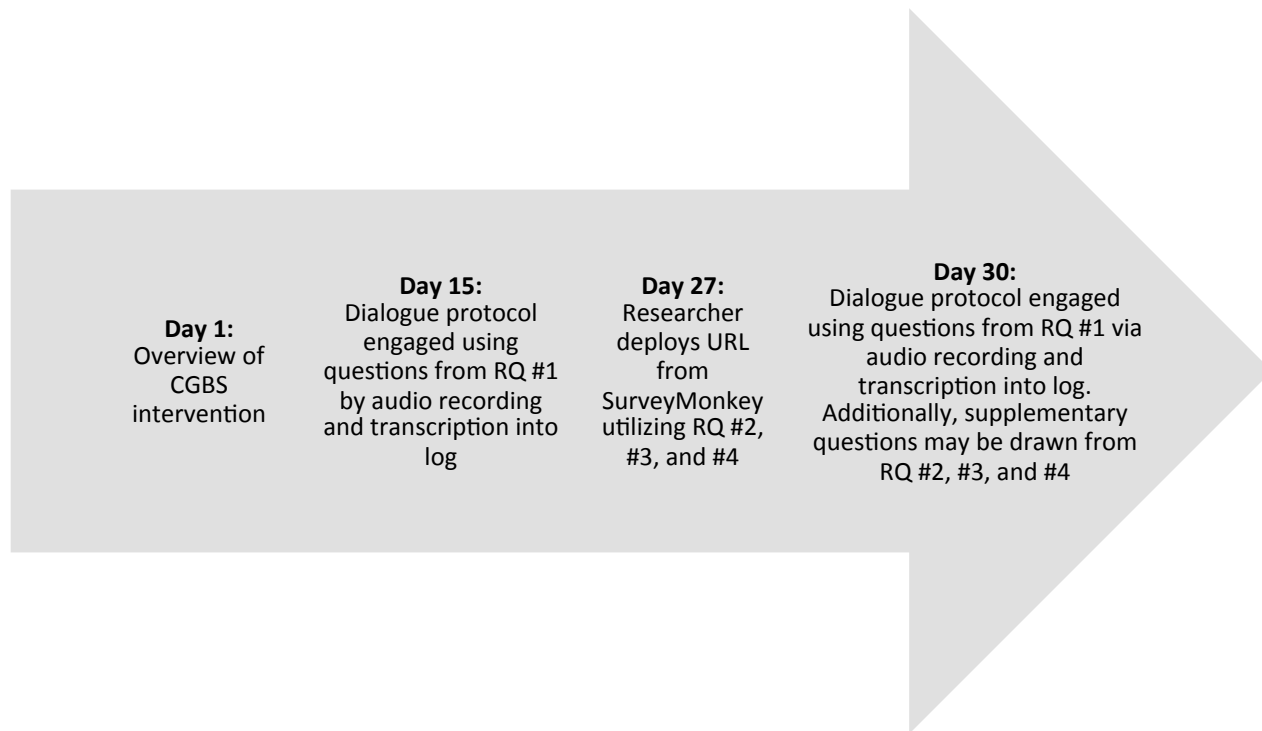 Day 1:
Overview of
CGBS
intervention
Day 15:
Dialogue protocol
engaged using
questions from RQ #1
by audio recording
and transcription into
log
Day 27:
Researcher
deploys URL
from
SurveyMonkey
utilizing RQ #2,
#3, and #4
Day 30:
Dialogue protocol engaged
using questions from RQ #1 via
audio recording and
transcription into log.
Additionally, supplementary
questions may be drawn from
RQ #2, #3, and #4